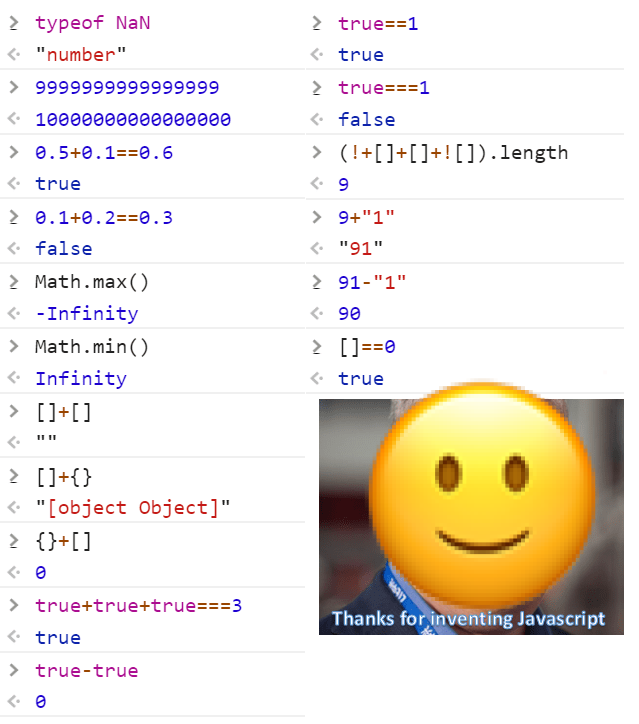 typeof NaN
"number"
9999999999999999
10000000000000000
0.5+0.1==0.6
true
0.1+0.2==0.3
false
Math.max()
-Infinity
Math.min()
Infinity
[]+[]
""
[]+{}
"[object Object]"
{}+[]
0
true+true+true===3
true
true-true
0
true==1
true
true===1
false
(!+[]+[]+![]).length
9
9+"1"
"91"
91-"1"
90
[]==0
true
Thanks for inventing Javascript